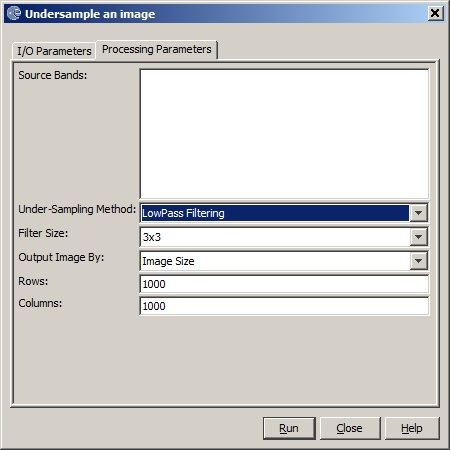 Undersample an image
I/O Parameters
Processing Parameters
Source Bands:
Under-Sampling Method: LowPass Filtering
Filter Size: 3x3
Output Image By: Image Size
Rows: 1000
Columns: 1000
Run Close Help